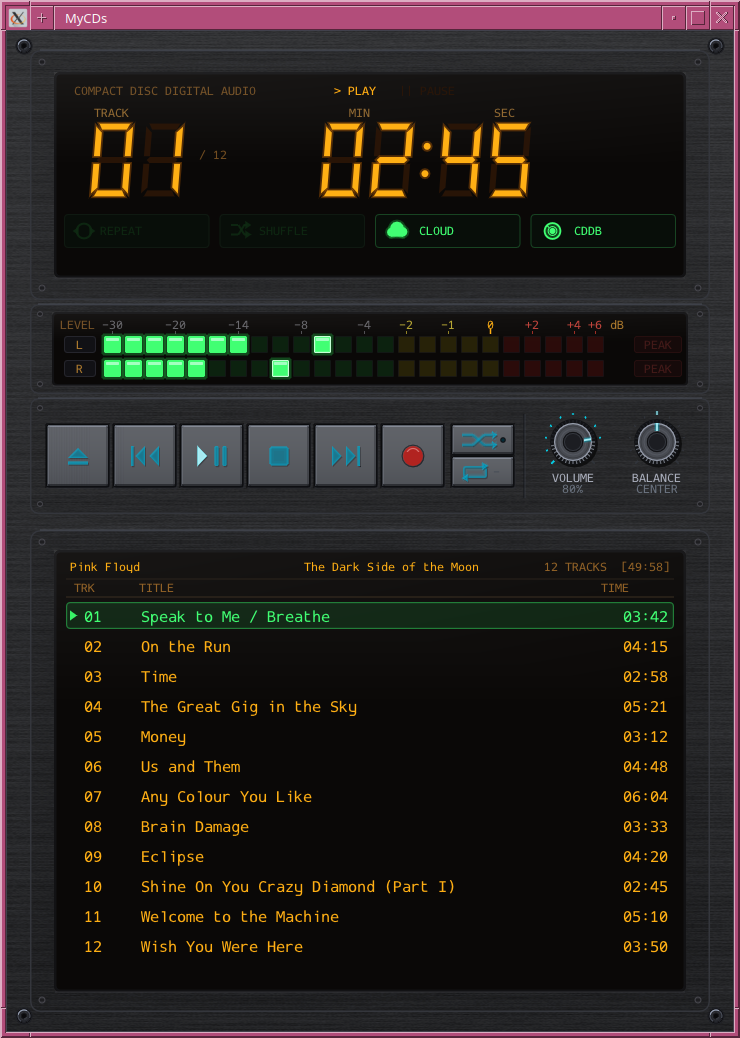 MyCDs
COMPACT DISC DIGITAL AUDIO > PLAY || PAUSE
TRACK MIN SEC
01 / 12 02:45
REPEAT SHUFFLE CLOUD CDDB
LEVEL -30 -20 -14 -8 -4 -2 -1 0 +2 +4 +6 dB
L PEAK
R PEAK
VOLUME BALANCE
80% CENTER
Pink Floyd The Dark Side of the Moon 12 TRACKS [49:58]
TRK TITLE TIME
01 Speak to Me / Breathe 03:42
02 On the Run 04:15
03 Time 02:58
04 The Great Gig in the Sky 05:21
05 Money 03:12
06 Us and Them 04:48
07 Any Colour You Like 06:04
08 Brain Damage 03:33
09 Eclipse 04:20
10 Shine On You Crazy Diamond (Part I) 02:45
11 Welcome to the Machine 05:10
12 Wish You Were Here 03:50